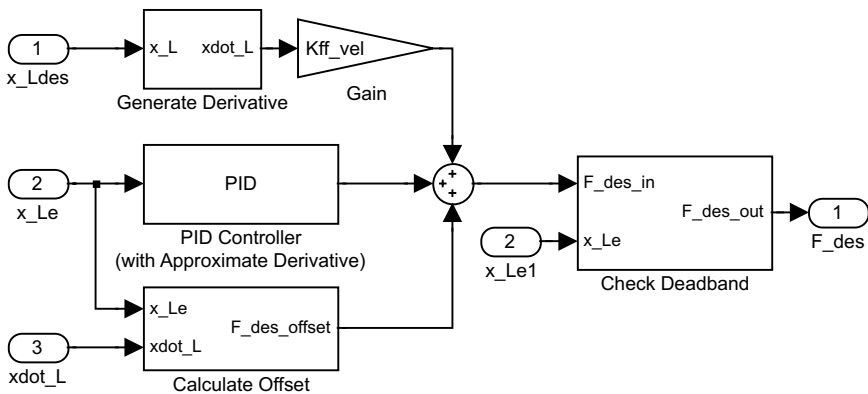 1
x_Ldes
x_L
xdot_L
Generate Derivative
Kff_vel
Gain
2
x_Le
PID
PID Controller
(with Approximate Derivative)
+
+
+
x_Le
xdot_L
F_des_offset
Calculate Offset
3
xdot_L
2
x_Le1
F_des_in
x_Le
F_des_out
Check Deadband
1
F_des